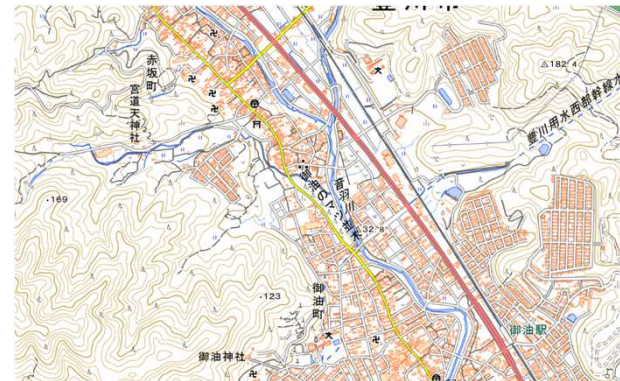 豊川市
赤坂町
宮道天神社
182.4
豊川用水西部幹線水
169
御油のマツ並木
音羽川
32.8
123
御油町
御油駅
御油神社